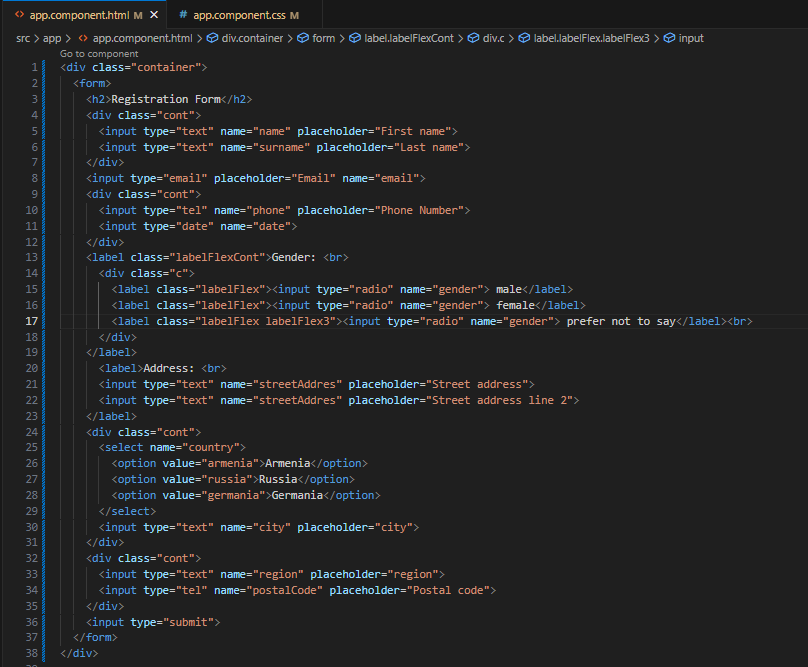 app.component.html M × # app.component.css M
src > app > app.component.html > div.container > form > label.labelFlexCont > div.c > label.labelFlex.labelFlex3 > input
Go to component
1 <div class="container">
2 <form>
3 <h2>Registration Form</h2>
4 <div class="cont">
5 <input type="text" name="name" placeholder="First name">
6 <input type="text" name="surname" placeholder="Last name">
7 </div>
8 <input type="email" placeholder="Email" name="email">
9 <div class="cont">
10 <input type="tel" name="phone" placeholder="Phone Number">
11 <input type="date" name="date">
12 </div>
13 <label class="labelFlexCont">Gender: <br>
14 <div class="c">
15 <label class="labelFlex"><input type="radio" name="gender"> male</label>
16 <label class="labelFlex"><input type="radio" name="gender"> female</label>
17 <label class="labelFlex labelFlex3"><input type="radio" name="gender"> prefer not to say</label><br>
18 </div>
19 </label>
20 <label>Address: <br>
21 <input type="text" name="streetAddres" placeholder="Street address">
22 <input type="text" name="streetAddres" placeholder="Street address line 2">
23 </label>
24 <div class="cont">
25 <select name="country">
26 <option value="armenia">Armenia</option>
27 <option value="russia">Russia</option>
28 <option value="germania">Germania</option>
29 </select>
30 <input type="text" name="city" placeholder="city">
31 </div>
32 <div class="cont">
33 <input type="text" name="region" placeholder="region">
34 <input type="tel" name="postalCode" placeholder="Postal code">
35 </div>
36 <input type="submit">
37 </form>
38 </div>